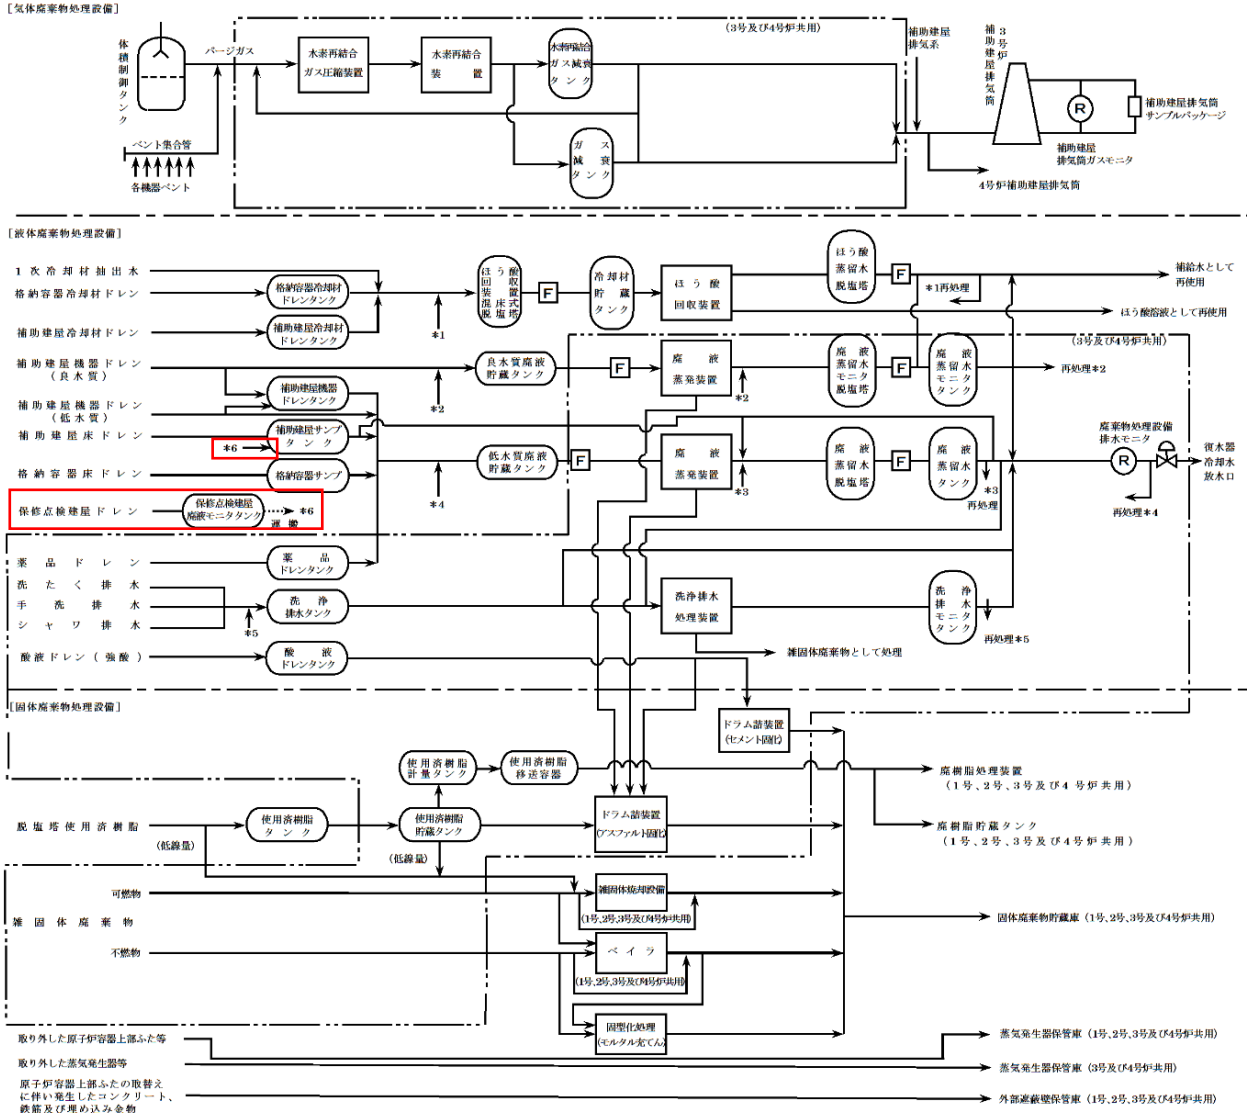 [気体廃棄物処理設備]
体積制御タンク
パージガス
ベント集合管
各機器ベント
水素再結合
ガス圧縮装置
水素再結合
装置
水素再結合
ガス減衰
タンク
ガス
減衰
タンク
(3号及び4号炉共用)
補助建屋
排気系
3号炉
補助建屋排気筒
R
補助建屋
排気筒ガスモニタ
補助建屋排気筒
サンプルパッケージ
4号炉補助建屋排気筒
[液体廃棄物処理設備]
1次冷却材抽出水
格納容器冷却材ドレン
格納容器冷却材
ドレンタンク
補助建屋冷却材ドレン
補助建屋冷却材
ドレンタンク
*1
ほう酸
回収
装置
混床式
脱塩塔
F
冷却材
貯蔵
タンク
ほう酸
回収装置
ほう酸
蒸留水
脱塩塔
F
*1再処理
補給水として
再使用
ほう酸溶液として再使用
(3号及び4号炉共用)
補助建屋機器ドレン
(良水質)
補助建屋機器
ドレンタンク
*2
良水質廃液
貯蔵タンク
F
廃液
蒸発装置
*2
廃液
蒸留水
モニタ
脱塩塔
F
廃液
蒸留水
モニタ
タンク
再処理*2
補助建屋機器ドレン
(低水質)
補助建屋床ドレン
補助建屋サンプ
タンク
*6
格納容器床ドレン
格納容器サンプ
*4
低水質廃液
貯蔵タンク
F
廃液
蒸発装置
*3
廃液
蒸留水
脱塩塔
F
廃液
蒸留水
タンク
*3
再処理
廃棄物処理設備
排水モニタ
R
再処理*4
復水器
冷却水
放水口
保修点検建屋ドレン
保修点検建屋
廃液モニタタンク
運搬
*6
薬品ドレン
薬品
ドレンタンク
洗たく排水
手洗排水
シャワ排水
*5
洗浄
排水タンク
洗浄排水
処理装置
洗浄
排水
モニタ
タンク
再処理*5
雑固体廃棄物として処理
酸液ドレン(強酸)
酸液
ドレンタンク
[固体廃棄物処理設備]
ドラム詰装置
(セメント固化)
使用済樹脂
計量タンク
使用済樹脂
移送容器
廃樹脂処理装置
(1号、2号、3号及び4号炉共用)
脱塩塔使用済樹脂
(低線量)
使用済樹脂
タンク
使用済樹脂
貯蔵タンク
(低線量)
ドラム詰装置
(アスファルト固化)
廃樹脂貯蔵タンク
(1号、2号、3号及び4号炉共用)
雑固体廃棄物
可燃物
雑固体焼却設備
(1号、2号、3号及び4号炉共用)
固体廃棄物貯蔵庫(1号、2号、3号及び4号炉共用)
不燃物
ベイラ
(1号、2号、3号及び4号炉共用)
固型化処理
(モルタル充てん)
取り外した原子炉容器上部ふた等
蒸気発生器保管庫(1号、2号、3号及び4号炉共用)
取り外した蒸気発生器等
蒸気発生器保管庫(3号及び4号炉共用)
原子炉容器上部ふたの取替え
に伴い発生したコンクリート、
鉄筋及び埋め込み金物
外部遮蔽壁保管庫(1号、2号、3号及び4号炉共用)